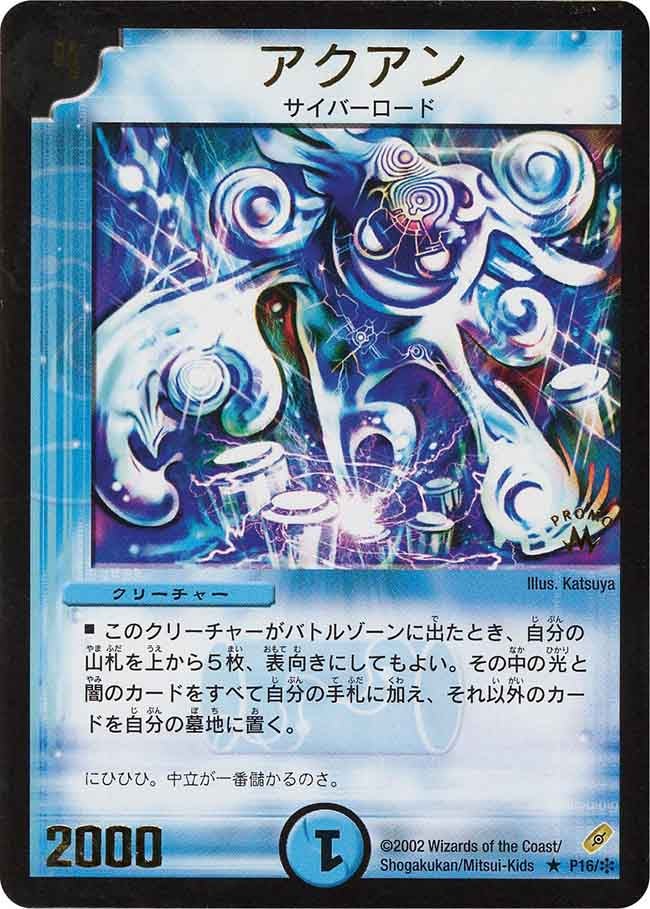 4
アクアン
サイバーロード
PROMO
Illus. Katsuya
クリーチャー
■ このクリーチャーがバトルゾーンに出たとき、自分の
山札を上から5枚、表向きにしてもよい。その中の光と
闇のカードをすべて自分の手札に加え、それ以外のカー
ドを自分の墓地に置く。
にひひひ。中立が一番儲かるのさ。
2000
1
©2002 Wizards of the Coast/
Shogakukan/Mitsui-Kids ★ P16/